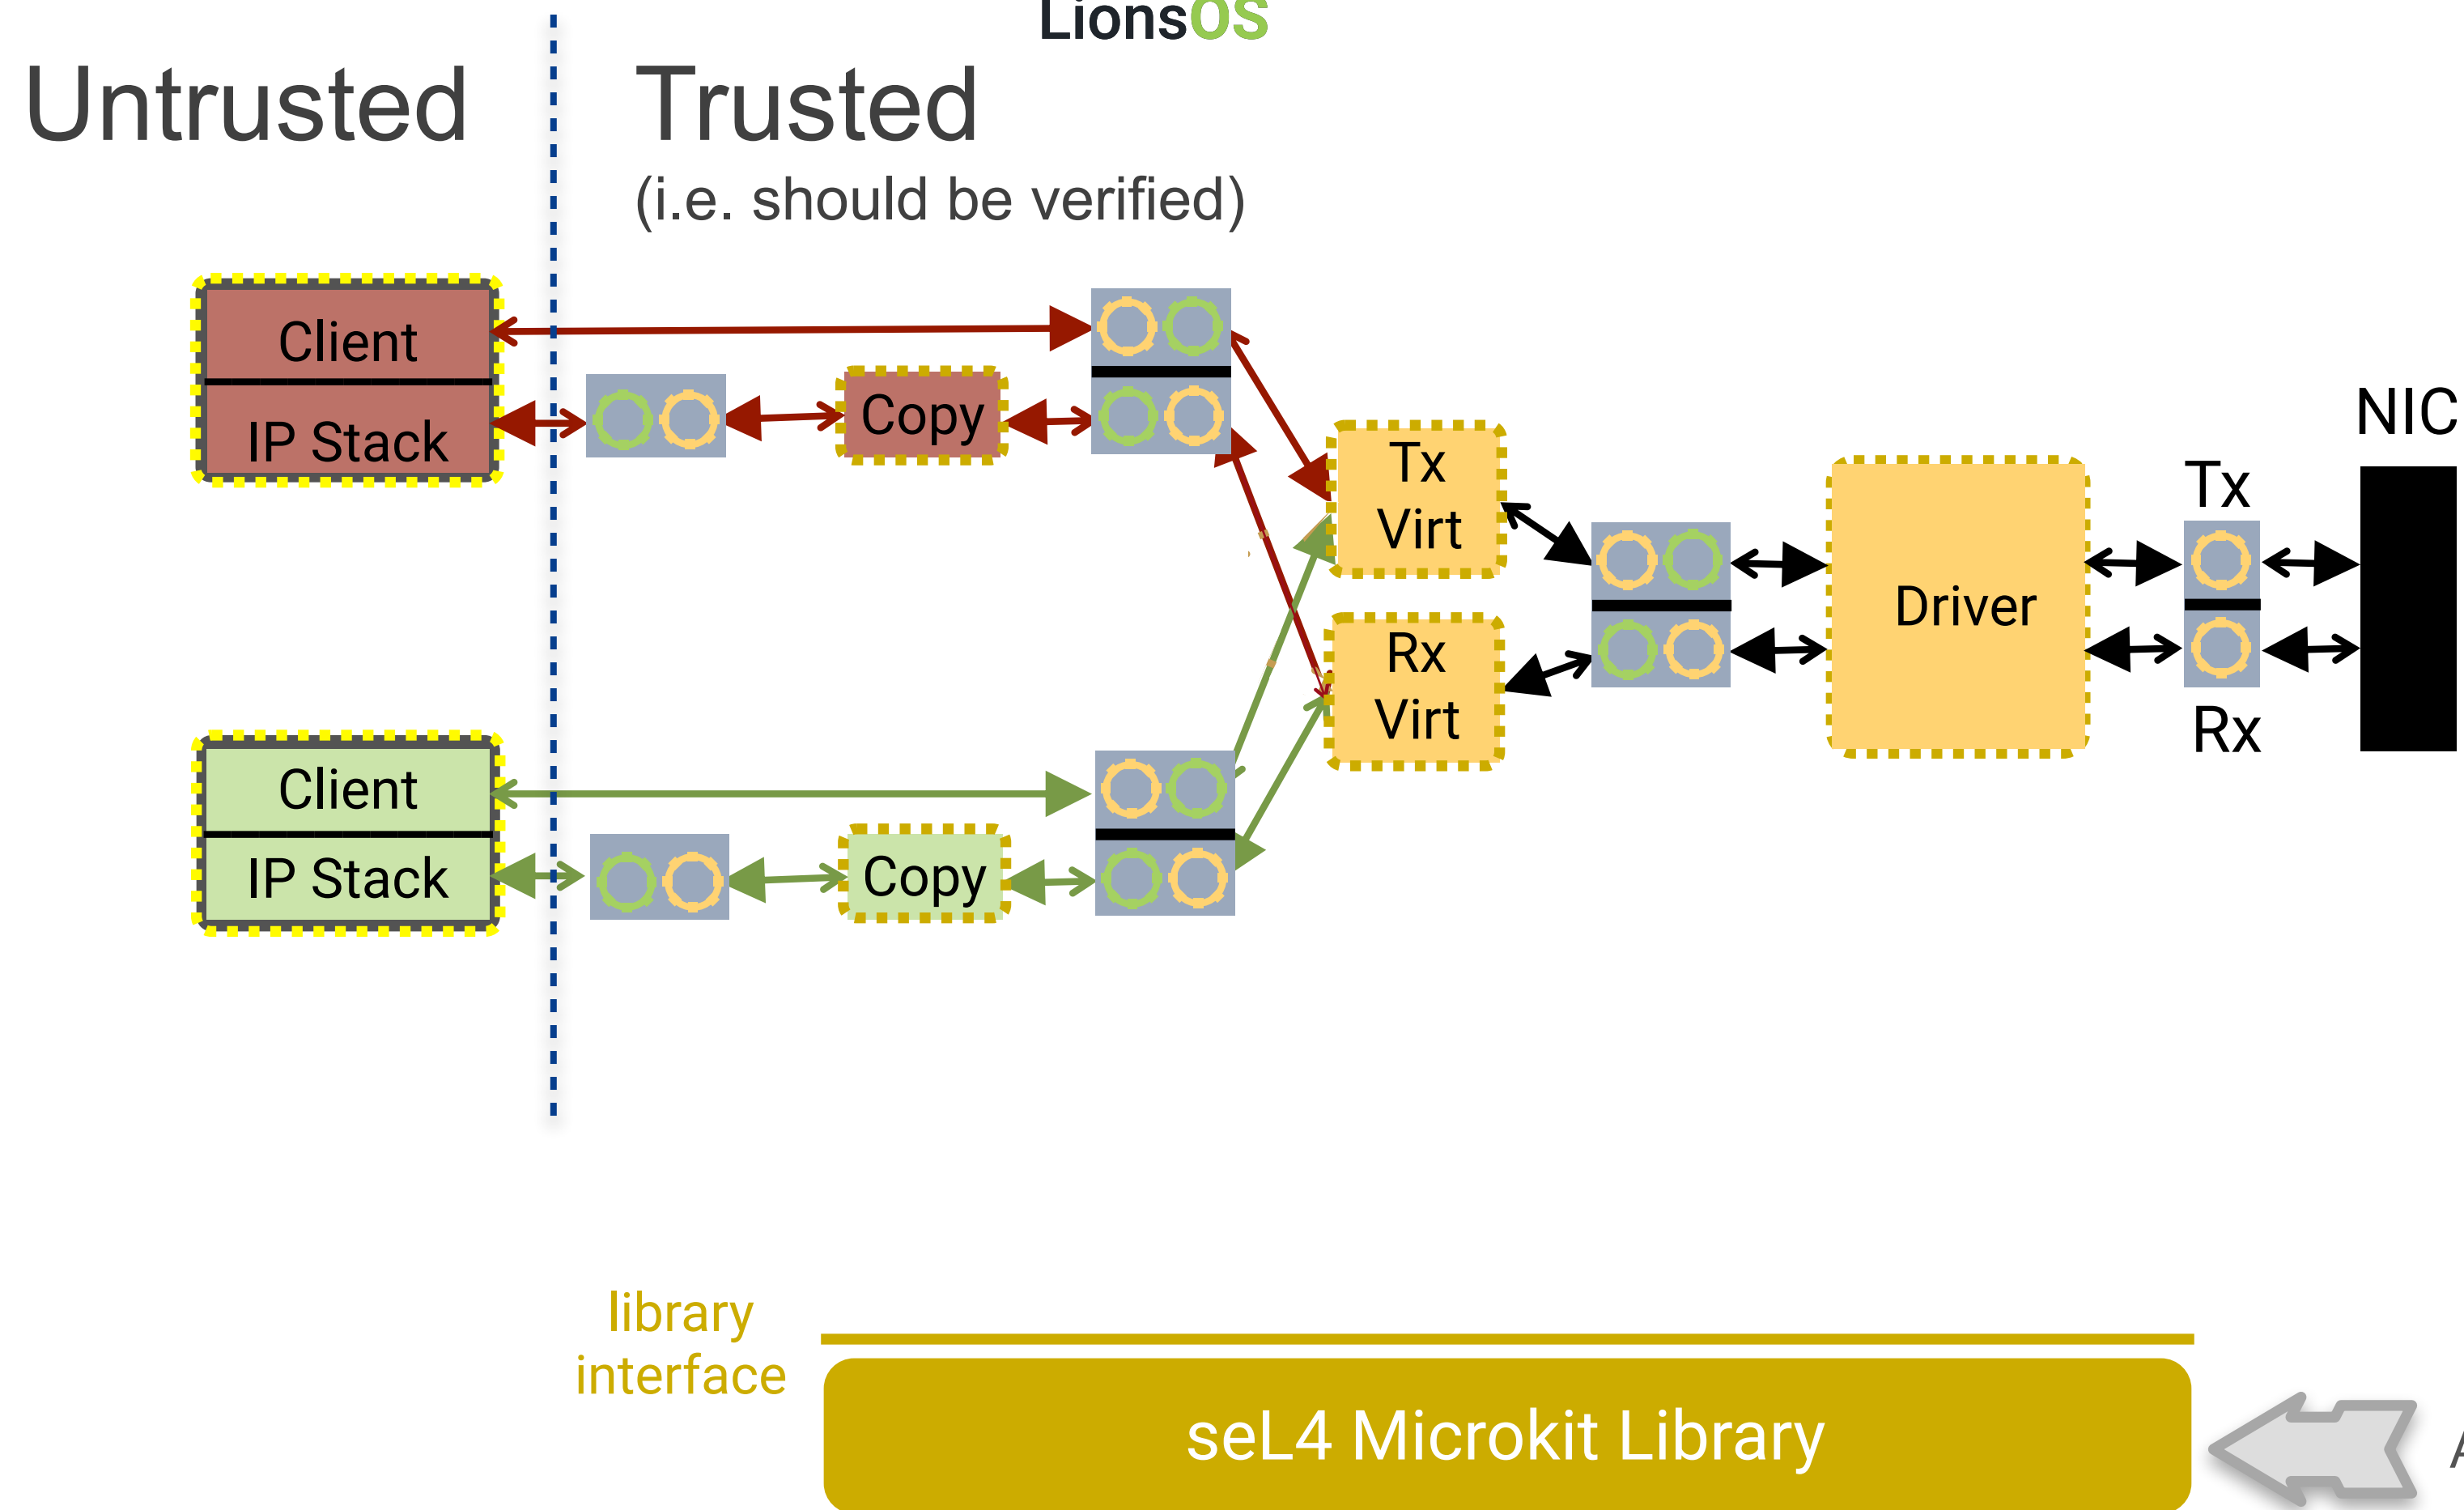 LionsOS
Untrusted
Trusted
(i.e. should be verified)
Client
IP Stack
Copy
Tx
Virt
Rx
Virt
Driver
NIC
Tx
Rx
Client
IP Stack
Copy
library
interface
seL4 Microkit Library